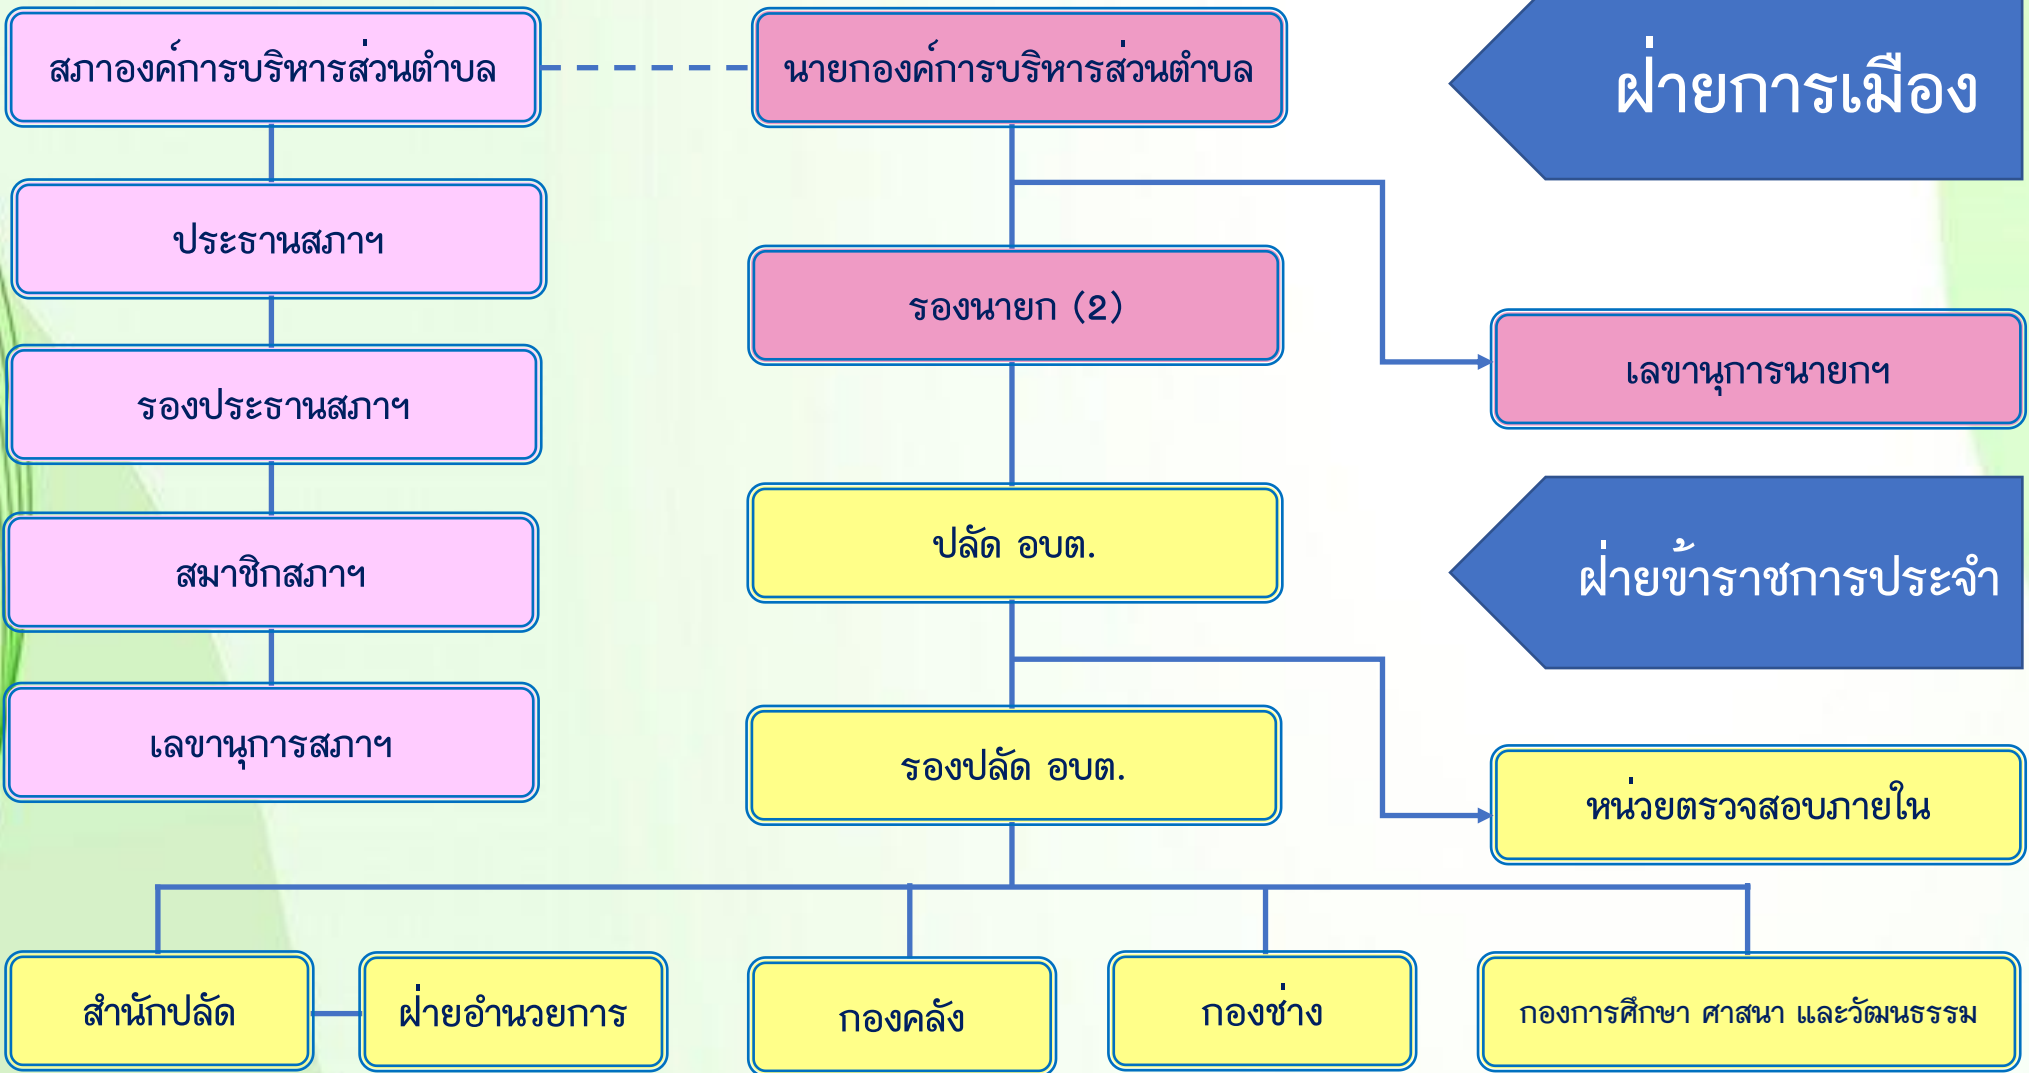 สภาองค์การบริหารส่วนตำบล
นายกองค์การบริหารส่วนตำบล
ฝ่ายการเมือง
ประธานสภาฯ
รองนายก (2)
เลขานุการนายกฯ
รองประธานสภาฯ
ปลัด อบต.
ฝ่ายข้าราชการประจำ
สมาชิกสภาฯ
เลขานุการสภาฯ
รองปลัด อบต.
หน่วยตรวจสอบภายใน
สำนักปลัด
ฝ่ายอำนวยการ
กองคลัง
กองช่าง
กองการศึกษา ศาสนา และวัฒนธรรม